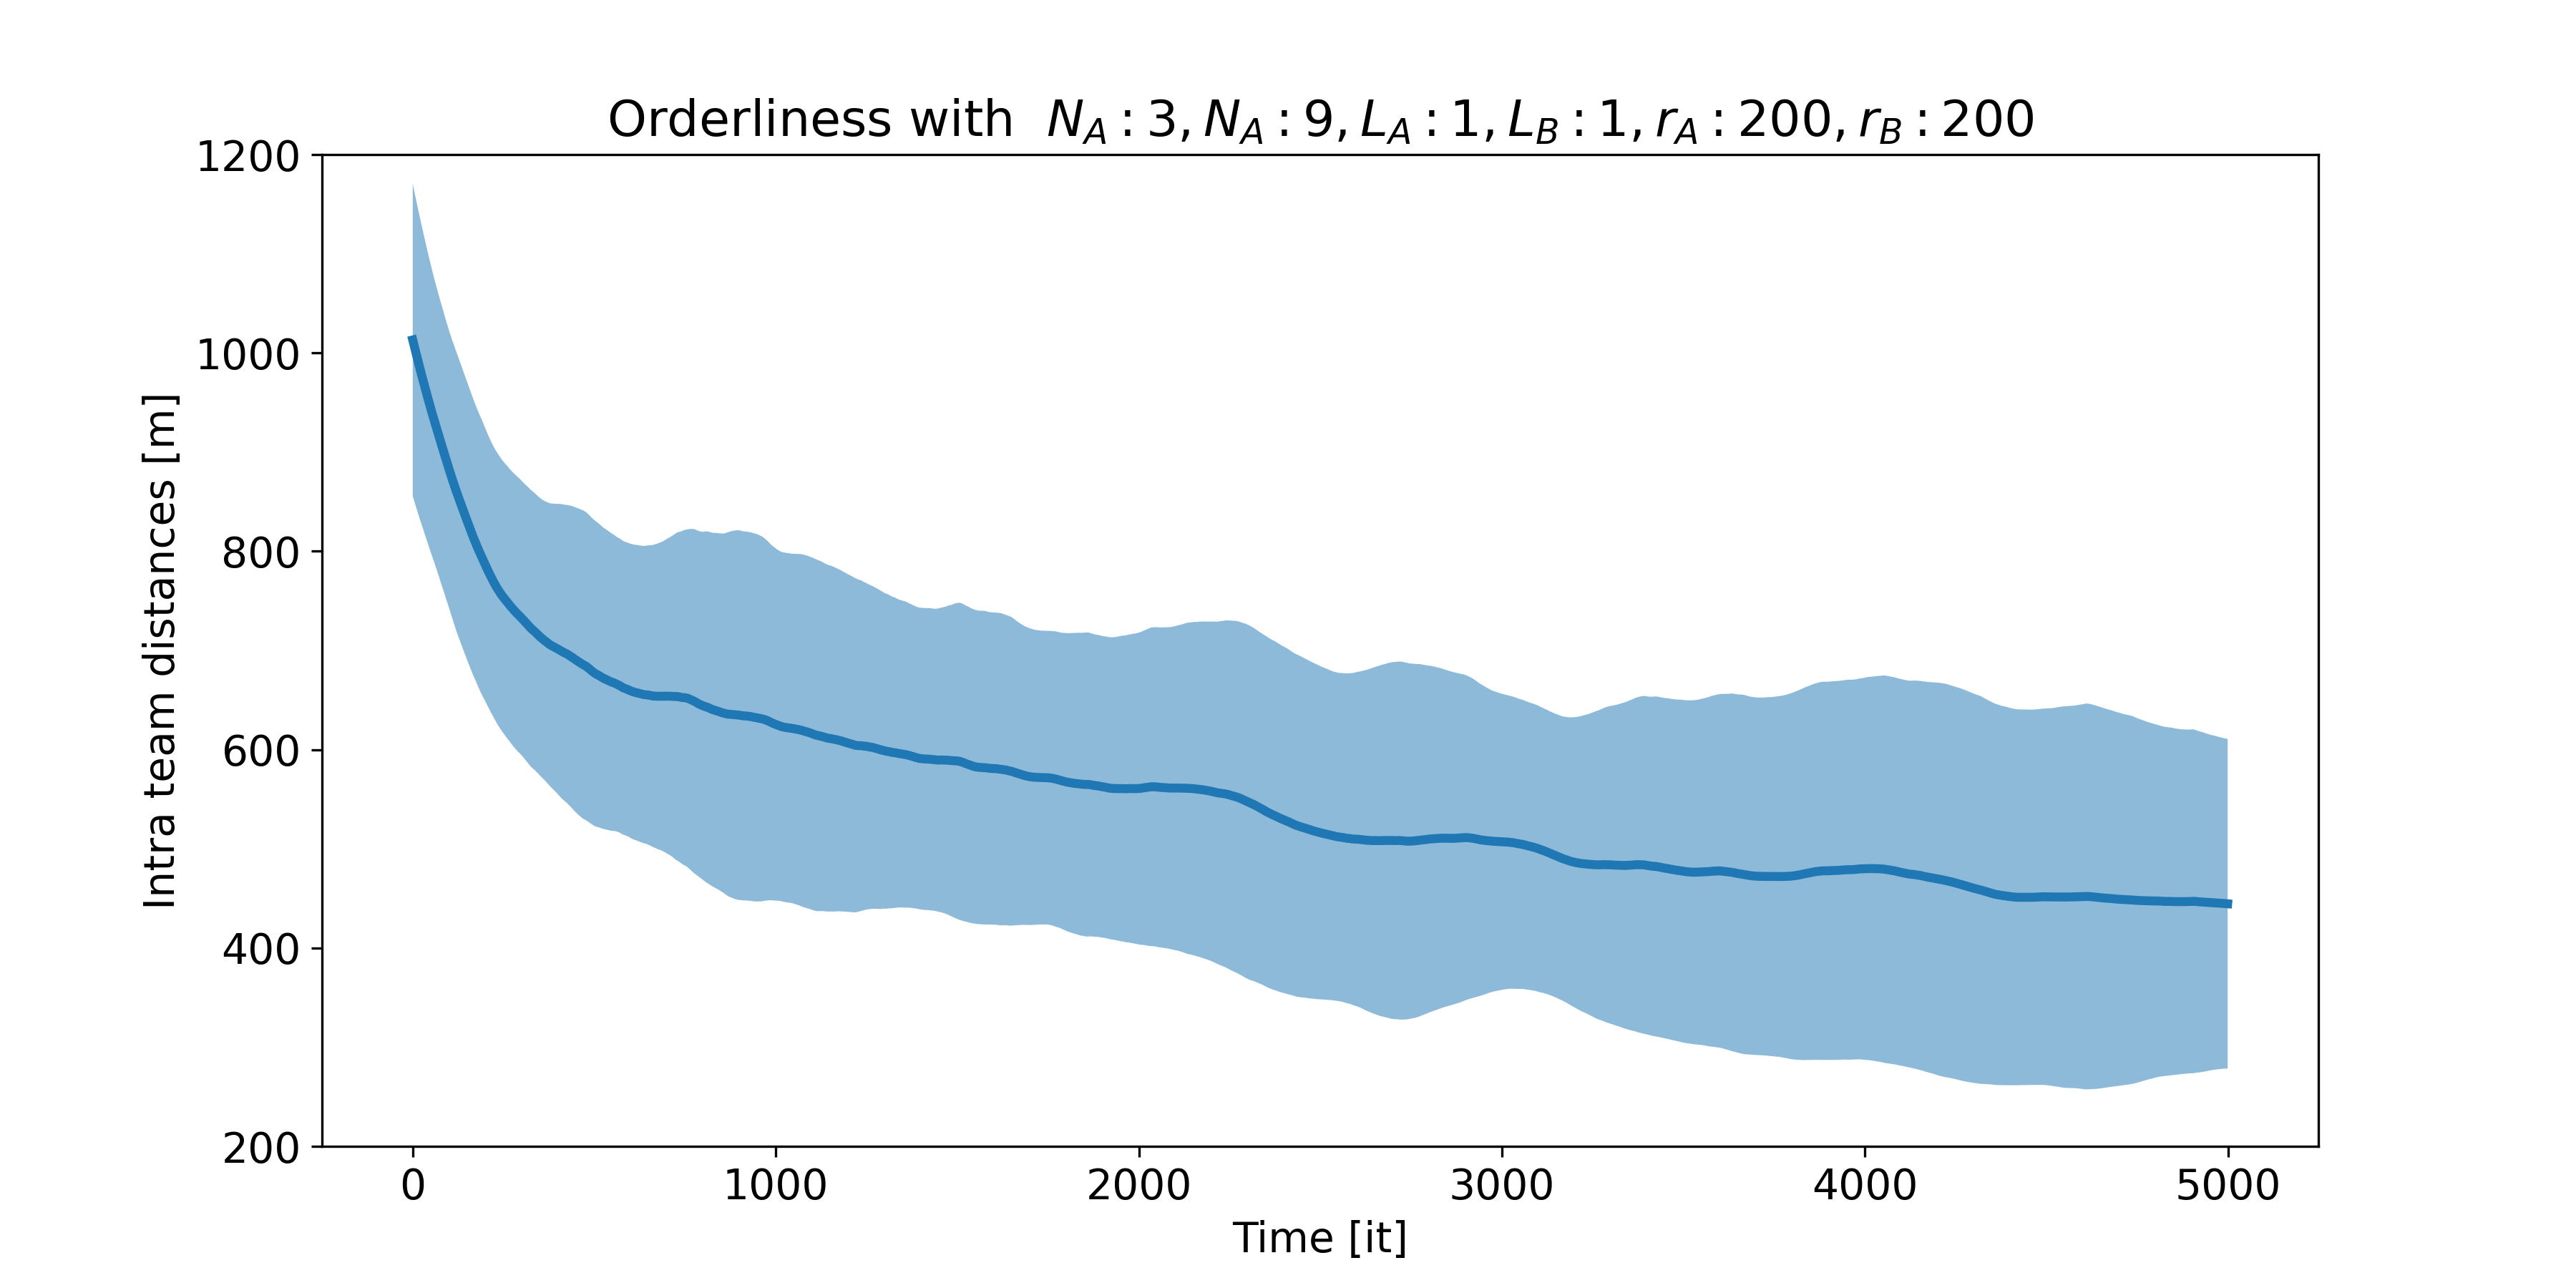 Orderliness with N_A : 3, N_A : 9, L_A : 1, L_B : 1, r_A : 200, r_B : 200
1200
1000
800
600
400
200
Intra team distances [m]
0 1000 2000 3000 4000 5000
Time [it]